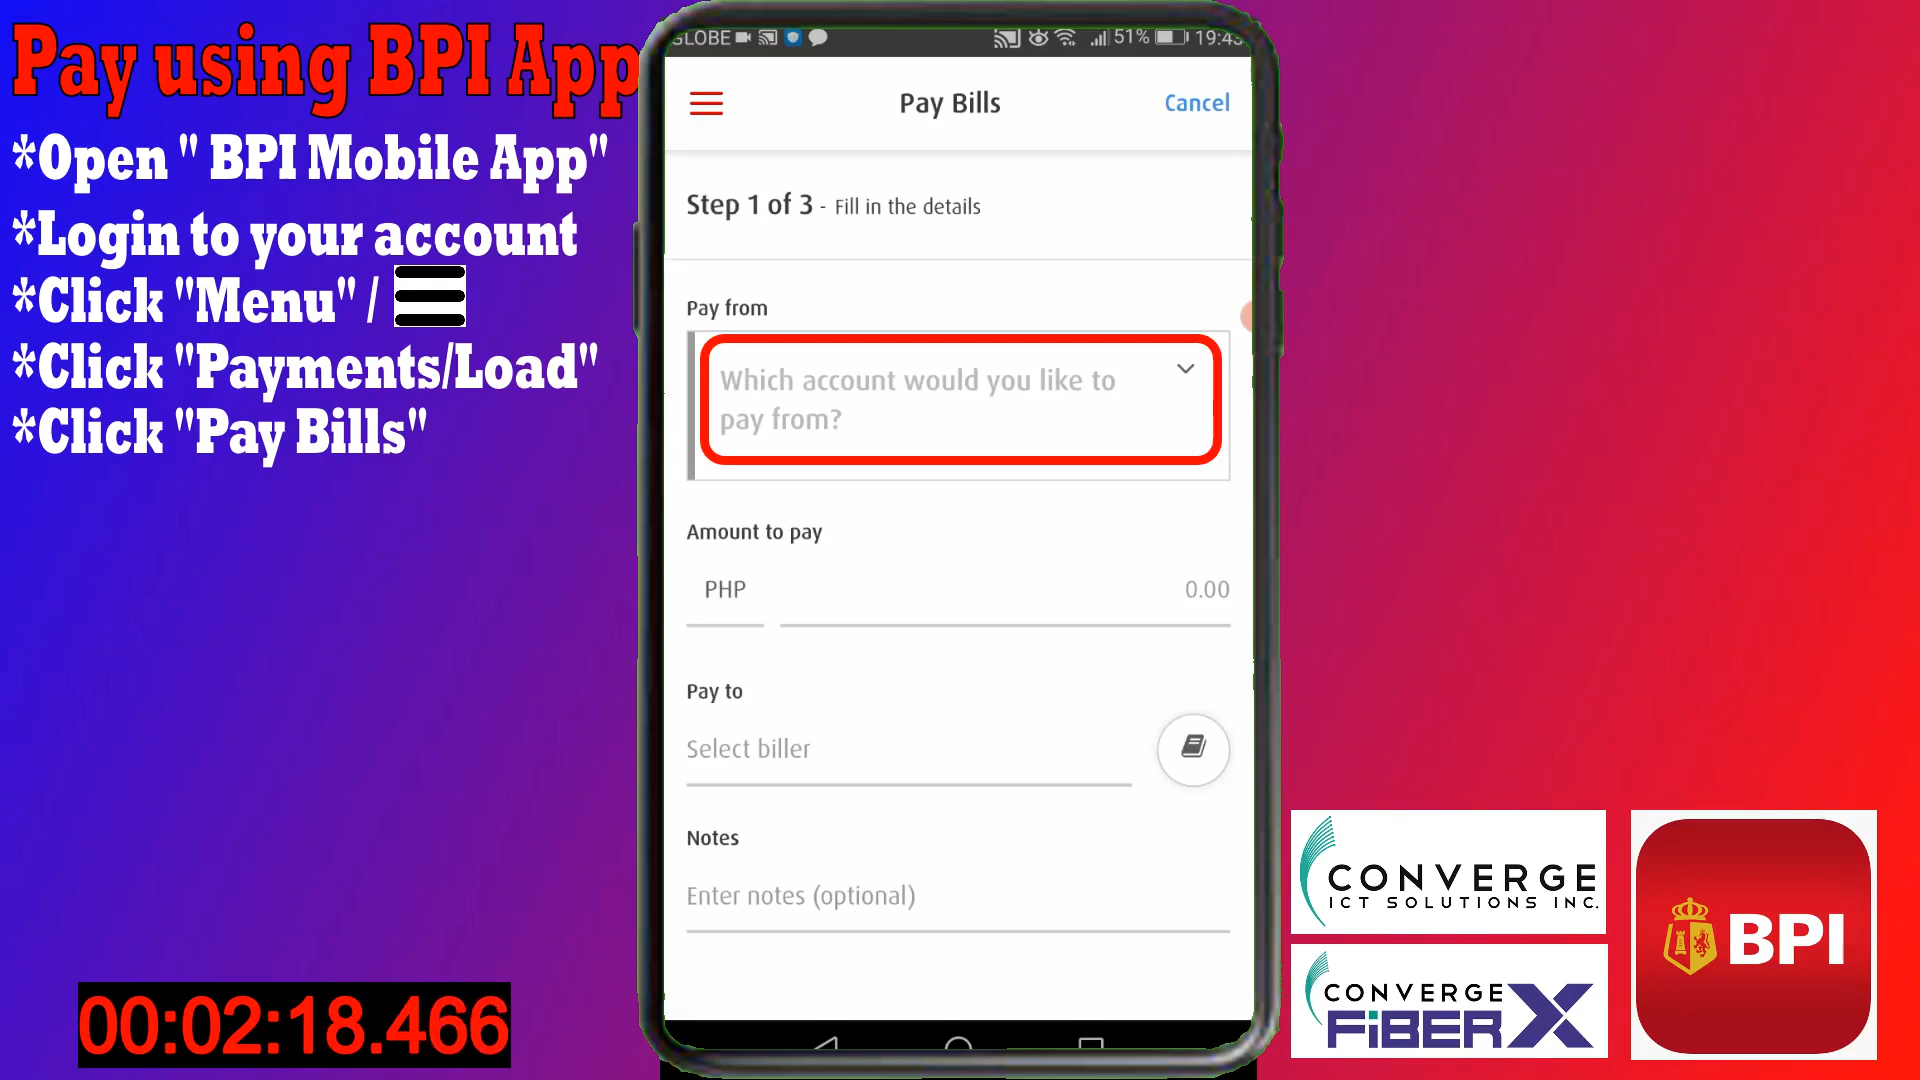 Pay using BPI App
*Open " BPI Mobile App"
*Login to your account
*Click "Menu" /
*Click "Payments/Load"
*Click "Pay Bills"
00:02:18.466
GLOBE
51% 19:43
Pay Bills
Cancel
Step 1 of 3 - Fill in the details
Pay from
Which account would you like to
pay from?
Amount to pay
PHP
0.00
Pay to
Select biller
Notes
Enter notes (optional)
CONVERGE
ICT SOLUTIONS INC.
CONVERGE
FiBER X
BPI